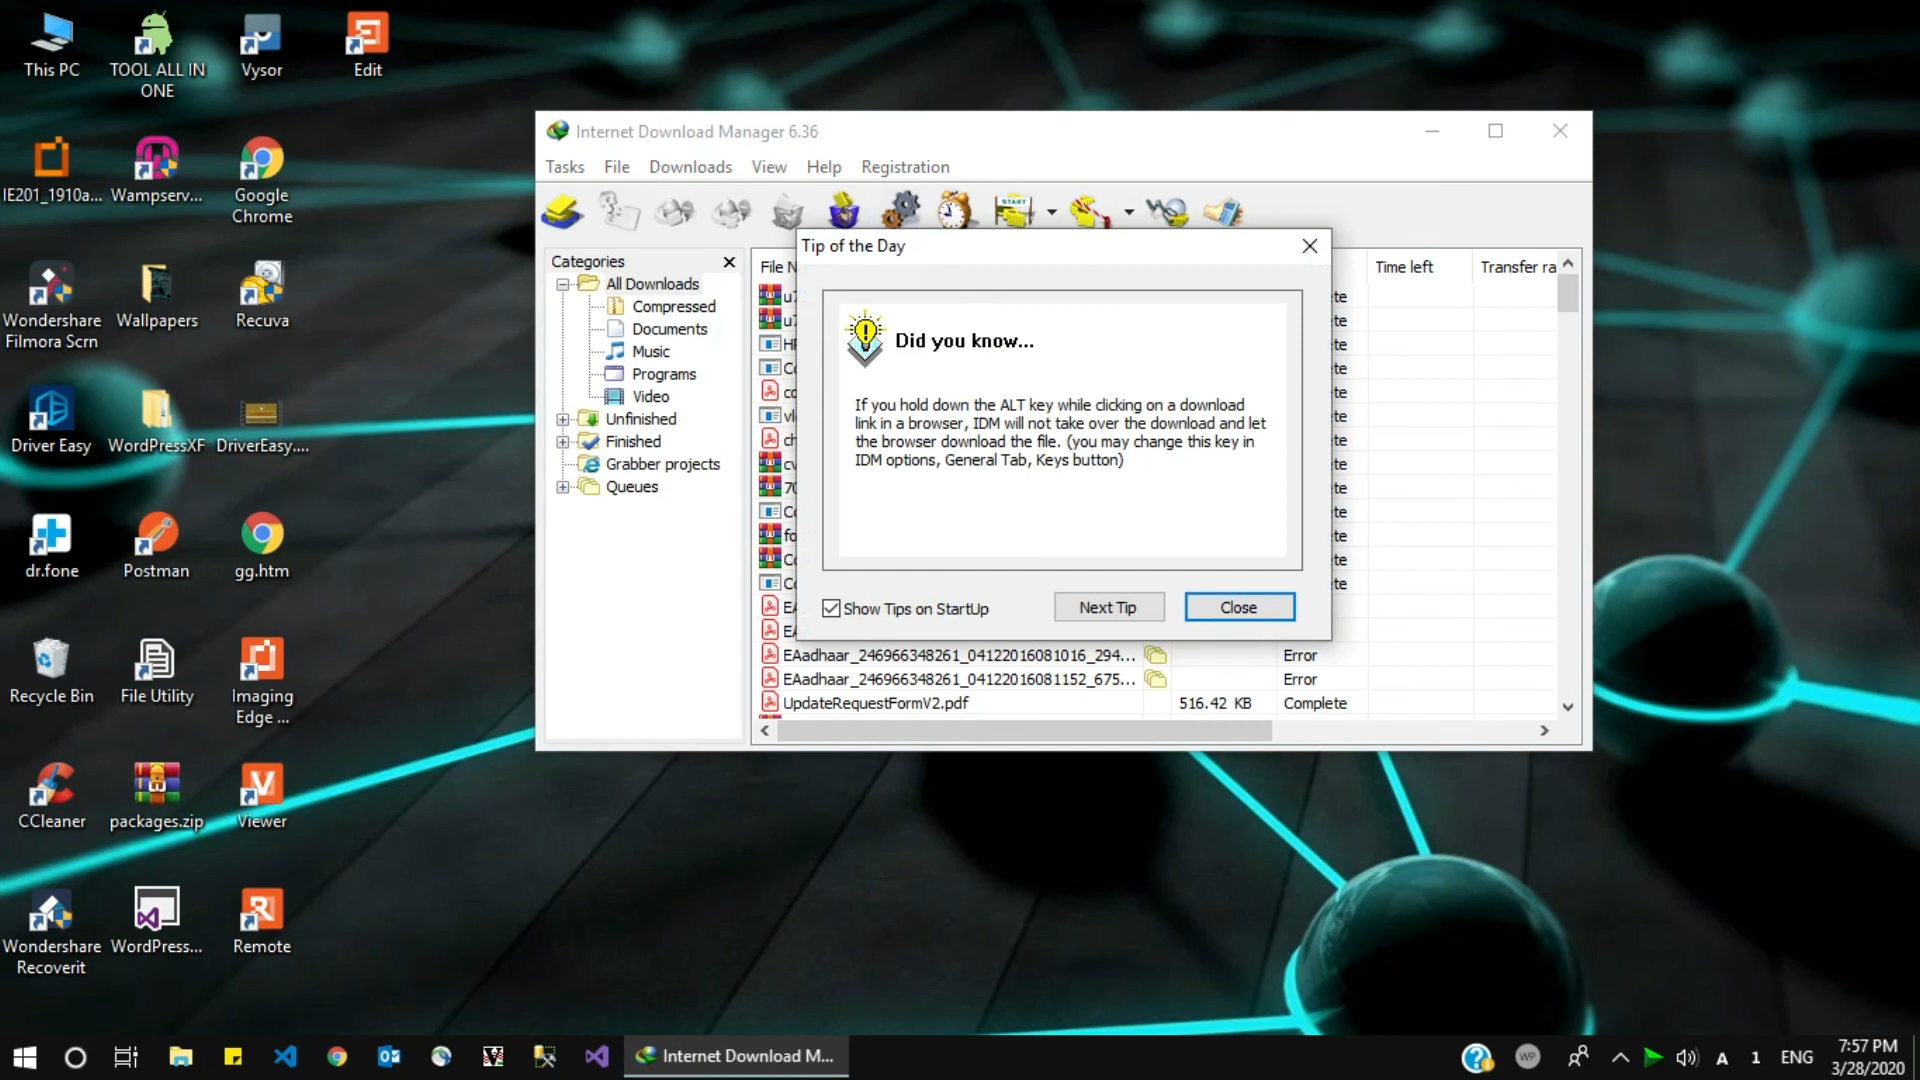 This PC
TOOL ALL IN
ONE
Vysor
Edit
IE201_1910a...
Wampserv...
Google
Chrome
Wondershare
Filmora Scrn
Wallpapers
Recuva
Driver Easy
WordPressXF
DriverEasy....
dr.fone
Postman
gg.htm
Recycle Bin
File Utility
Imaging
Edge ...
CCleaner
packages.zip
Viewer
Wondershare
Recoverit
WordPress...
Remote
Internet Download Manager 6.36
Tasks File Downloads View Help Registration
START
Categories
All Downloads
Compressed
Documents
Music
Programs
Video
Unfinished
Finished
Grabber projects
Queues
File N
Time left
Transfer ra
Tip of the Day
Did you know...
If you hold down the ALT key while clicking on a download
link in a browser, IDM will not take over the download and let
the browser download the file. (you may change this key in
IDM options, General Tab, Keys button)
Show Tips on StartUp
Next Tip
Close
EAadhaar_246966348261_04122016081016_294... Error
EAadhaar_246966348261_04122016081152_675... Error
UpdateRequestFormV2.pdf 516.42 KB Complete
Internet Download M...
WP
A
1
ENG
7:57 PM
3/28/2020